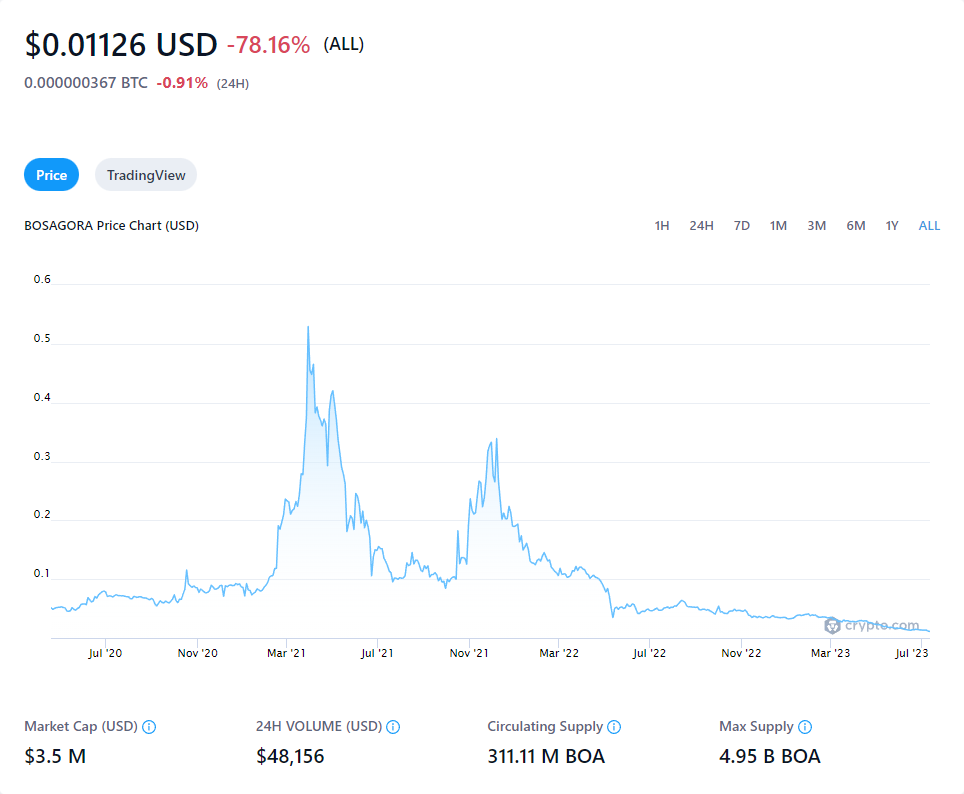 $0.01126 USD -78.16% (ALL)
0.000000367 BTC -0.91% (24H)
Price TradingView
BOSAGORA Price Chart (USD) 1H 24H 7D 1M 3M 6M 1Y ALL
0.6
0.5
0.4
0.3
0.2
0.1
crypto.com
Jul '20 Nov '20 Mar '21 Jul '21 Nov '21 Mar '22 Jul '22 Nov '22 Mar '23 Jul '23
Market Cap (USD) 24H VOLUME (USD) Circulating Supply Max Supply
$3.5 M $48,156 311.11 M BOA 4.95 B BOA